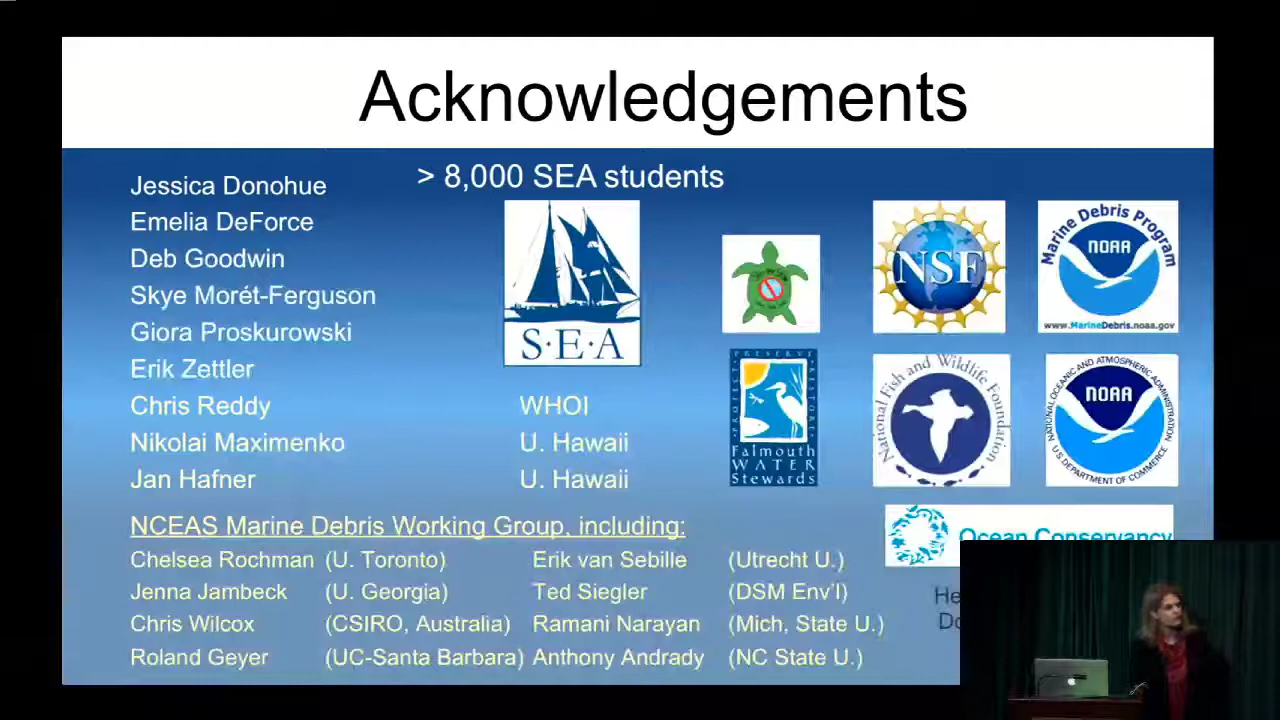 Acknowledgements
> 8,000 SEA students
Jessica Donohue
Emelia DeForce
Deb Goodwin
Skye Morét-Ferguson
Giora Proskurowski
Erik Zettler
Chris Reddy WHOI
Nikolai Maximenko U. Hawaii
Jan Hafner U. Hawaii
S·E·A
PROTECT PRESERVE RESTORE
Falmouth
WATER
Stewards
NSF
Marine Debris Program
NOAA
www.MarineDebris.noaa.gov
National Fish and Wildlife Foundation
NATIONAL OCEANIC AND ATMOSPHERIC ADMINISTRATION
NOAA
U.S. DEPARTMENT OF COMMERCE
Ocean Conservancy
NCEAS Marine Debris Working Group, including:
Chelsea Rochman (U. Toronto) Erik van Sebille (Utrecht U.)
Jenna Jambeck (U. Georgia) Ted Siegler (DSM Env'l)
Chris Wilcox (CSIRO, Australia) Ramani Narayan (Mich, State U.)
Roland Geyer (UC-Santa Barbara) Anthony Andrady (NC State U.)